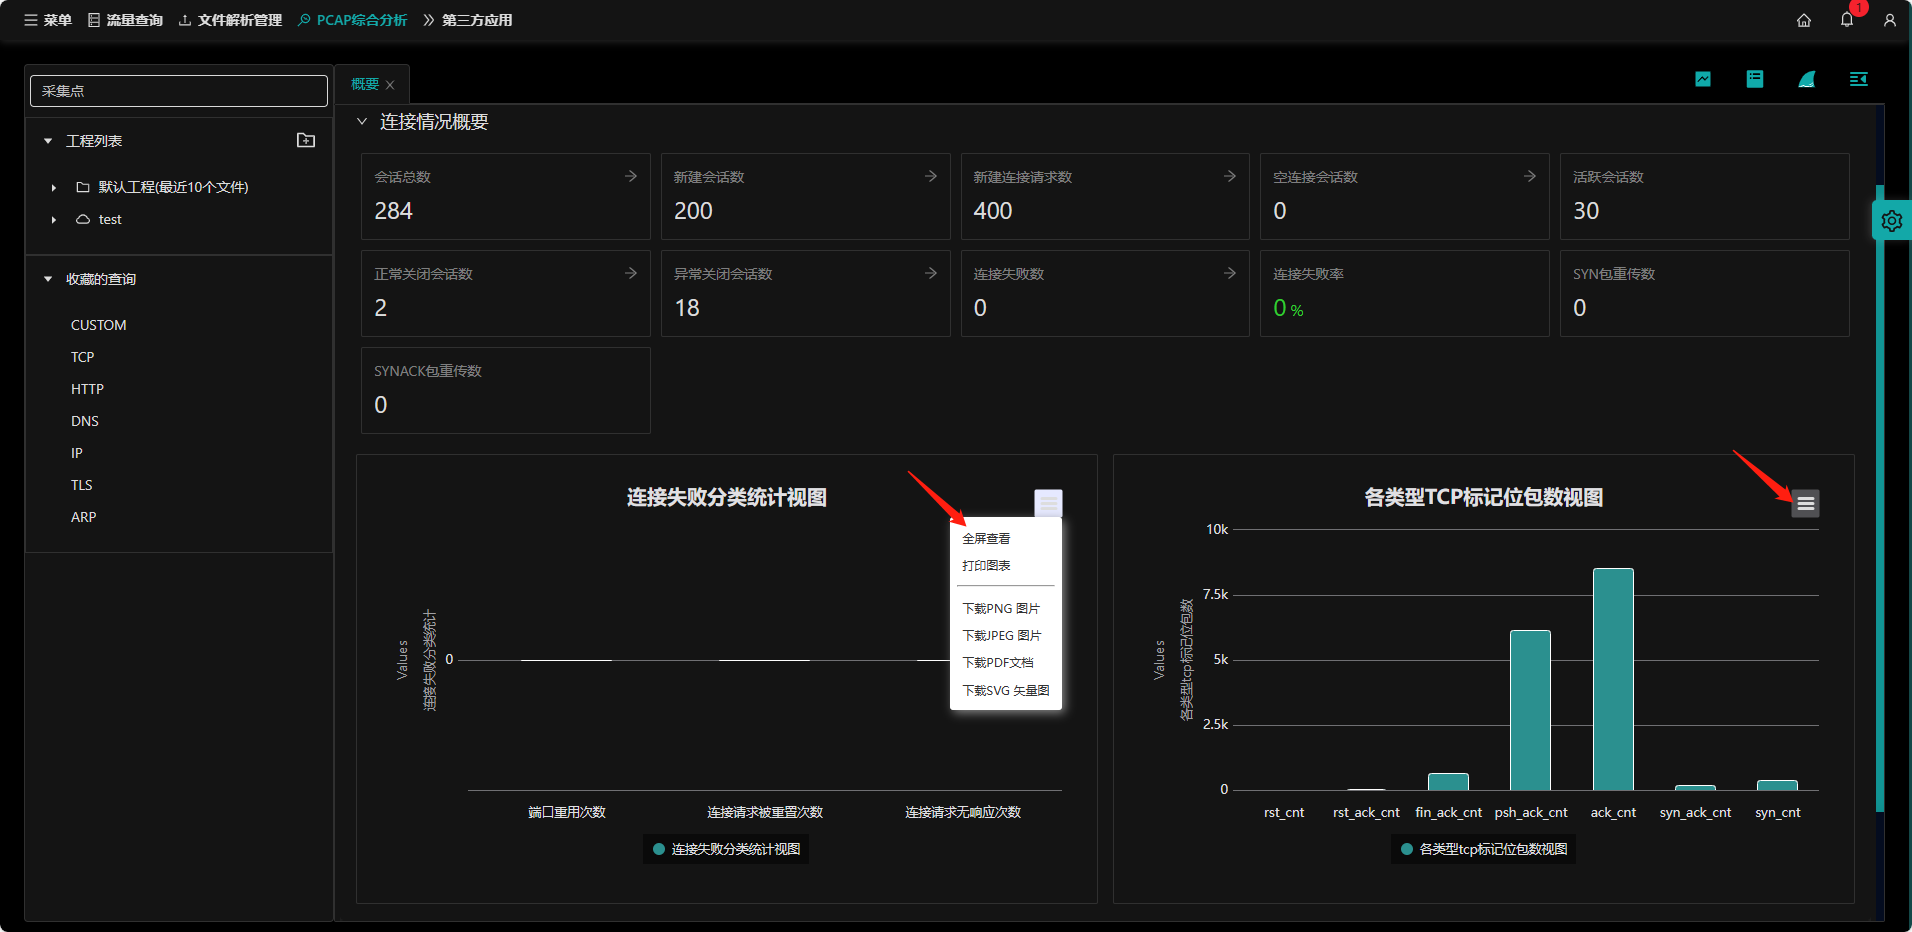 菜单 流量查询 文件解析管理 PCAP综合分析 第三方应用
1
采集点
工程列表
默认工程(最近10个文件)
test
收藏的查询
CUSTOM
TCP
HTTP
DNS
IP
TLS
ARP
概要
连接情况概要
会话总数
284
新建会话数
200
新建连接请求数
400
空连接会话数
0
活跃会话数
30
正常关闭会话数
2
异常关闭会话数
18
连接失败数
0
连接失败率
0 %
SYN包重传数
0
SYNACK包重传数
0
连接失败分类统计视图
全屏查看
打印图表
下载PNG 图片
下载JPEG 图片
下载PDF文档
下载SVG 矢量图
Values
连接失败分类统计
0
端口重用次数 连接请求被重置次数 连接请求无响应次数
连接失败分类统计视图
各类型TCP标记位包数视图
Values
各类型tcp标记位包数
10k
7.5k
5k
2.5k
0
rst_cnt rst_ack_cnt fin_ack_cnt psh_ack_cnt ack_cnt syn_ack_cnt syn_cnt
各类型tcp标记位包数视图